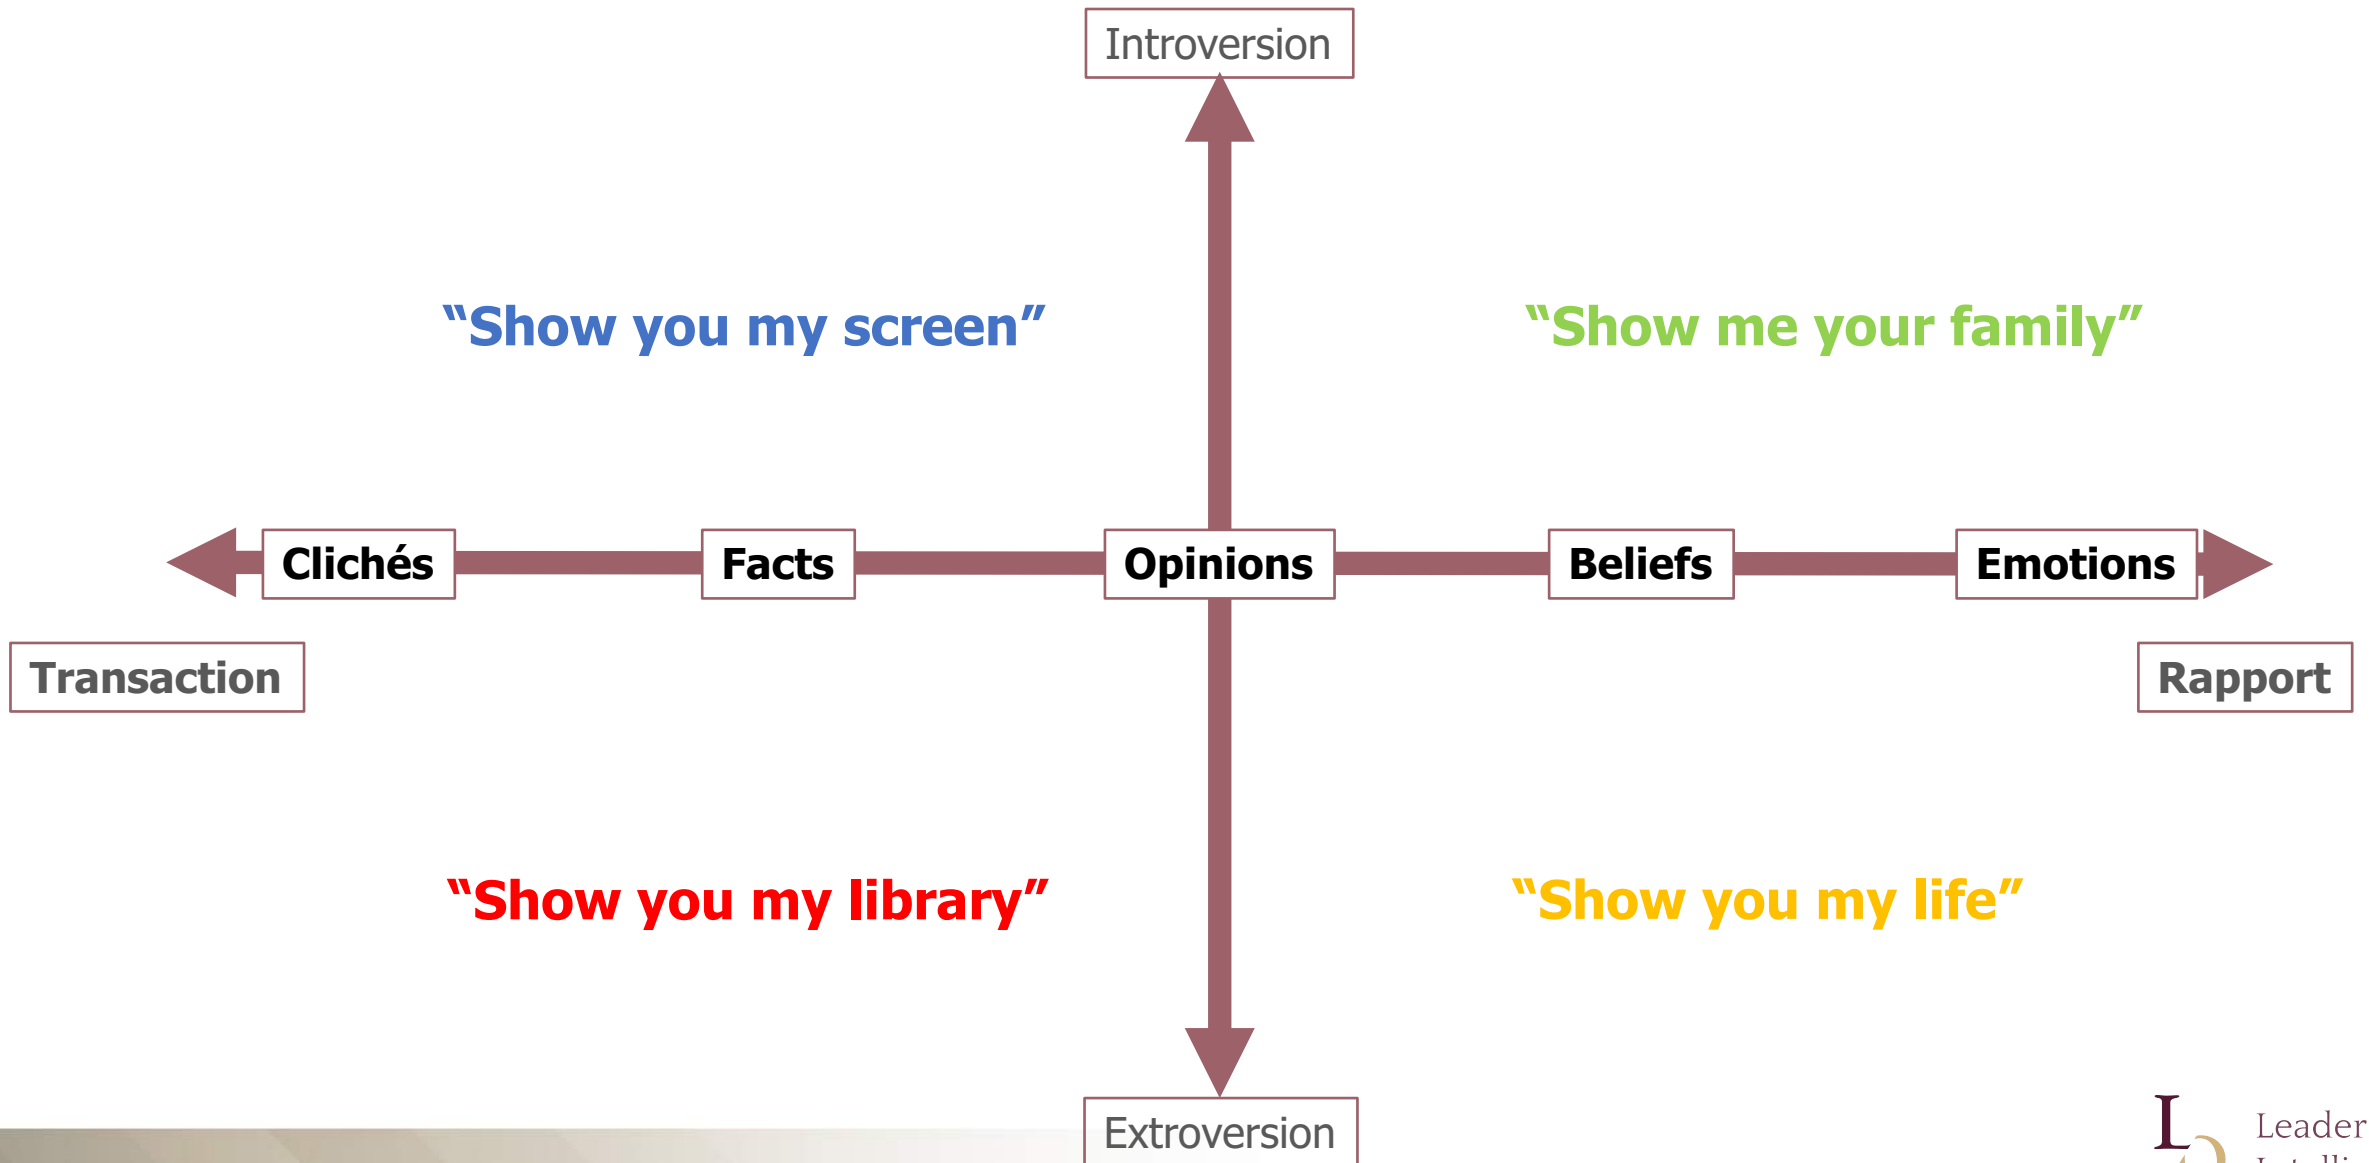 Introversion
“Show you my screen”
“Show me your family”
Clichés
Facts
Opinions
Beliefs
Emotions
Transaction
Rapport
“Show you my library”
“Show you my life”
Extroversion
Leader